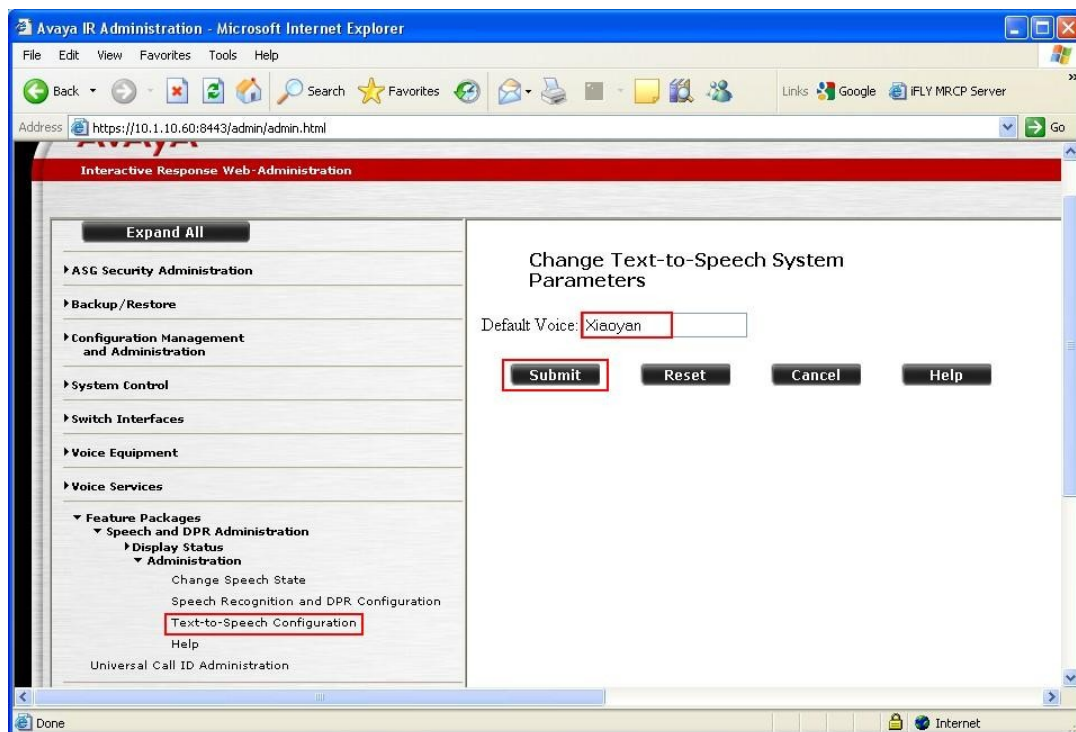 Avaya IR Administration - Microsoft Internet Explorer
File Edit View Favorites Tools Help
Back Search Favorites Links Google iFLY MRCP Server
Address https://10.1.10.60:8443/admin/admin.html Go
AVAYA
Interactive Response Web-Administration
Expand All
ASG Security Administration
Backup/Restore
Configuration Management
and Administration
System Control
Switch Interfaces
Voice Equipment
Voice Services
Feature Packages
Speech and DPR Administration
Display Status
Administration
Change Speech State
Speech Recognition and DPR Configuration
Text-to-Speech Configuration
Help
Universal Call ID Administration
Change Text-to-Speech System
Parameters
Default Voice: Xiaoyan
Submit Reset Cancel Help
Done Internet